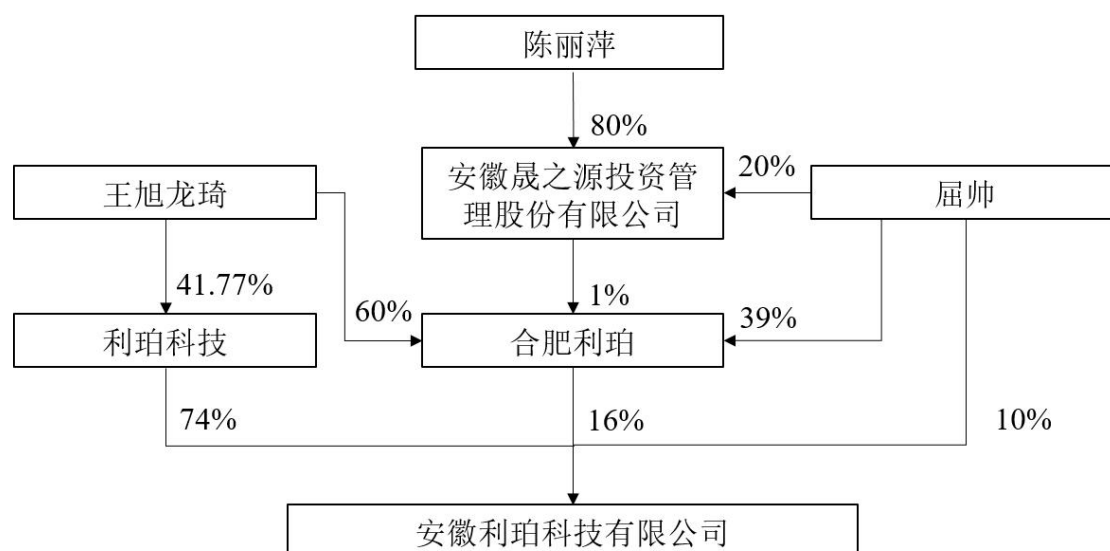 陈丽萍
80%
安徽晟之源投资管
理股份有限公司
20%
王旭龙琦
屈帅
41.77%
60%
1%
39%
利珀科技
合肥利珀
74%
16%
10%
安徽利珀科技有限公司